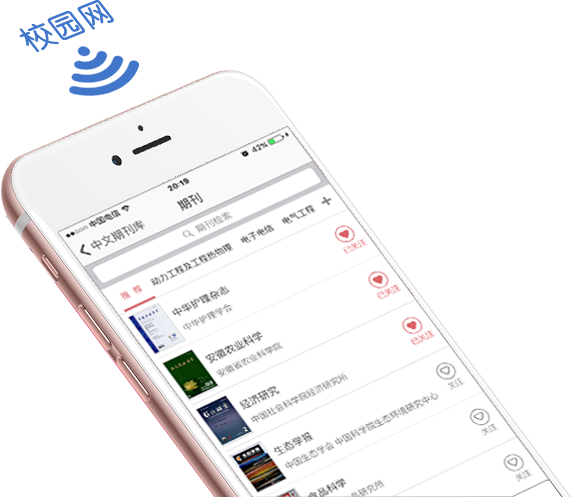 校园网
中国电信 20:19 42%
中文期刊库 期刊
期刊检索
推荐 动力工程及工程热物理 电子电信 电气工程 +
中华护理杂志
中华护理学会
已关注
安徽农业科学
安徽省农业科学院
已关注
经济研究
中国社会科学院经济研究所
已关注
生态学报
中国生态学会 中国科学院生态环境研究中心
关注
食品科学
关注
关注